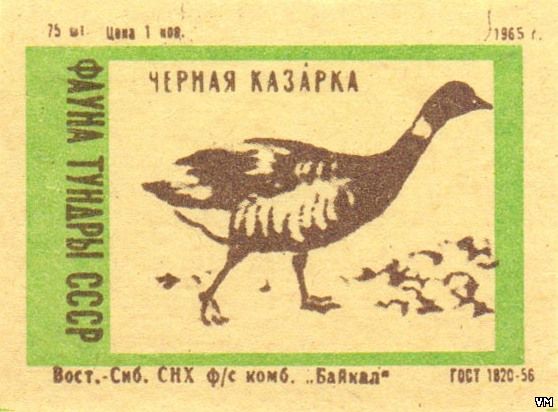 75 шт. Цена 1 коп. 1965 г.
ЧЕРНАЯ КАЗАРКА
ФАУНА ТУНДРЫ СССР
Вост.-Сиб. СНХ ф/с комб. „Байкал“ ГОСТ 1820-56
VM